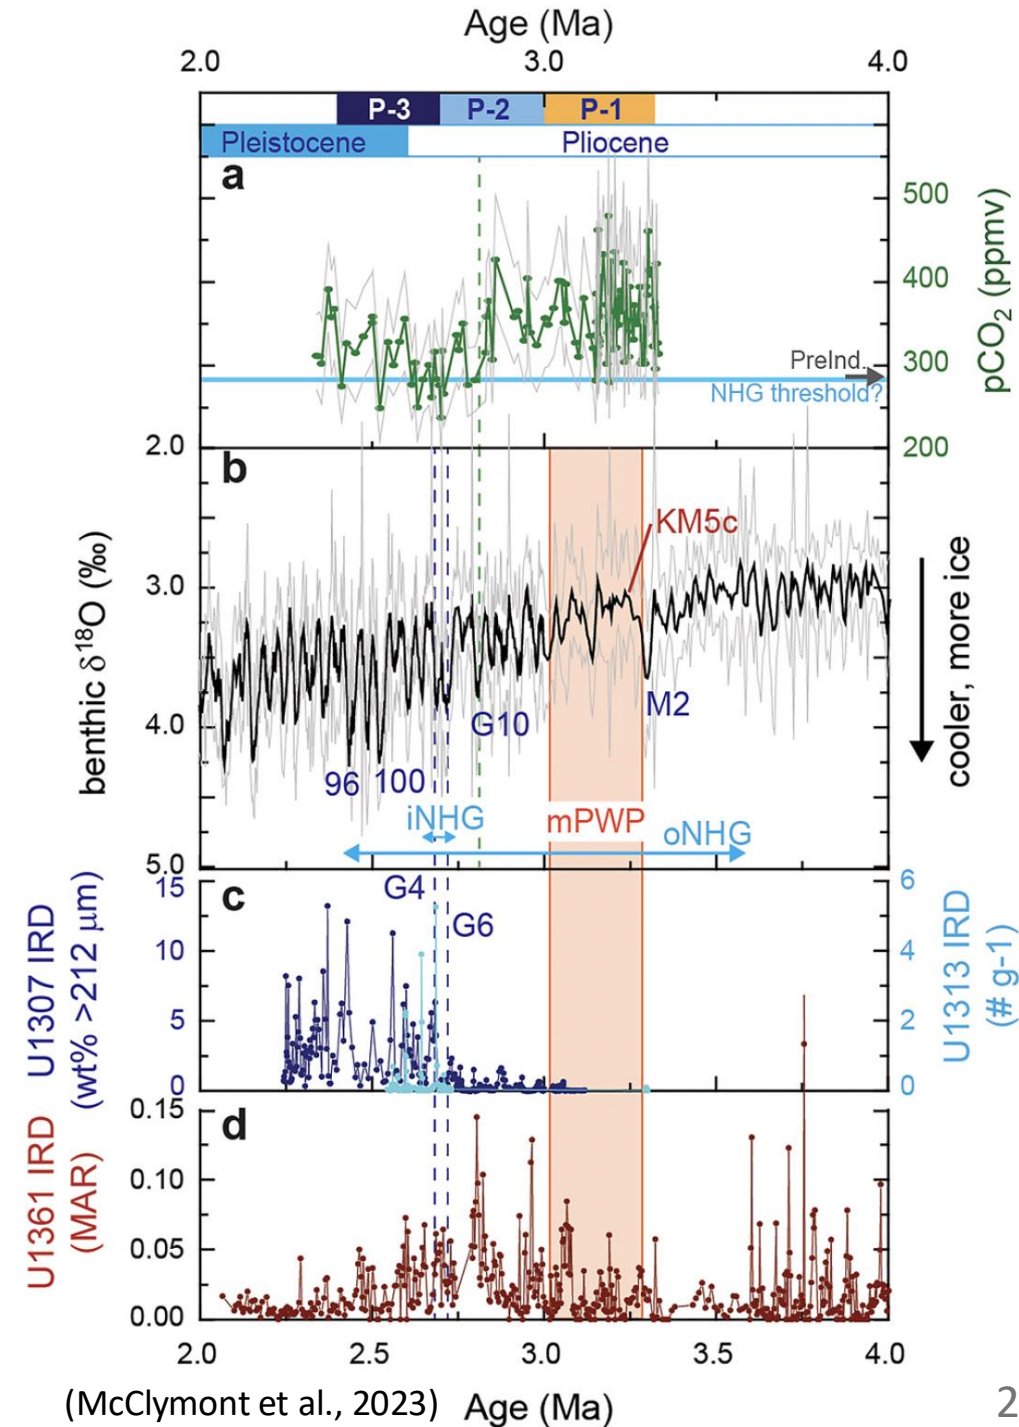 Age (Ma)
2.0 3.0 4.0
P-3 P-2 P-1
Pleistocene Pliocene
a
500
400
300
200
pCO₂ (ppmv)
PreInd.
NHG threshold?
b
2.0
3.0
4.0
5.0
benthic δ¹⁸O (‰)
KM5c
M2
G10
96 100
iNHG
mPWP
oNHG
cooler, more ice
c
G4
G6
15
10
5
0
U1307 IRD
(wt% >212 μm)
6
4
2
0
U1313 IRD
(# g-1)
d
0.15
0.10
0.05
0.00
U1361 IRD
(MAR)
2.0 2.5 3.0 3.5 4.0
(McClymont et al., 2023) Age (Ma)
2